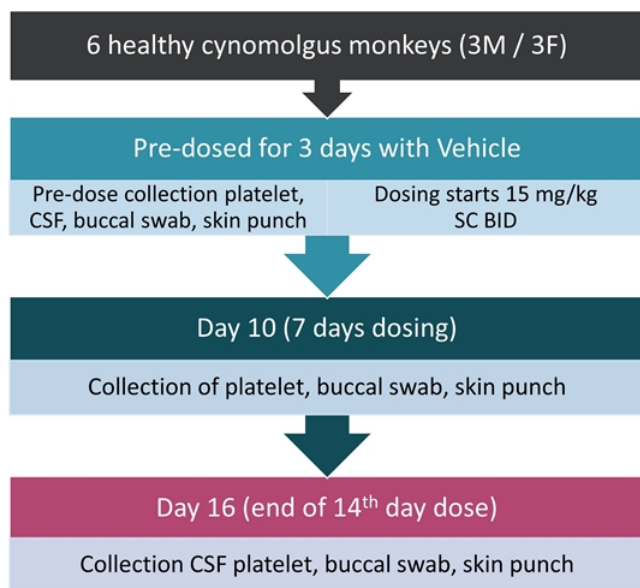 6 healthy cynomolgus monkeys (3M / 3F)
Pre-dosed for 3 days with Vehicle
Pre-dose collection platelet,
CSF, buccal swab, skin punch
Dosing starts 15 mg/kg
SC BID
Day 10 (7 days dosing)
Collection of platelet, buccal swab, skin punch
Day 16 (end of 14th day dose)
Collection CSF platelet, buccal swab, skin punch